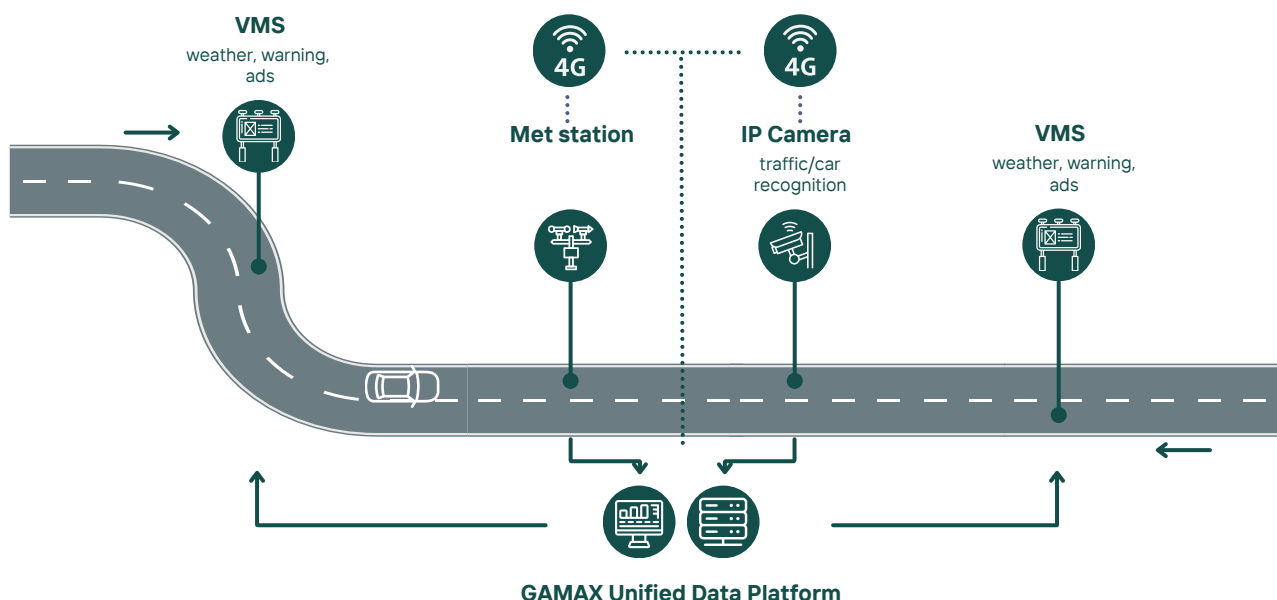 VMS
weather, warning,
ads
4G
4G
Met station
IP Camera
traffic/car
recognition
VMS
weather, warning,
ads
GAMAX Unified Data Platform